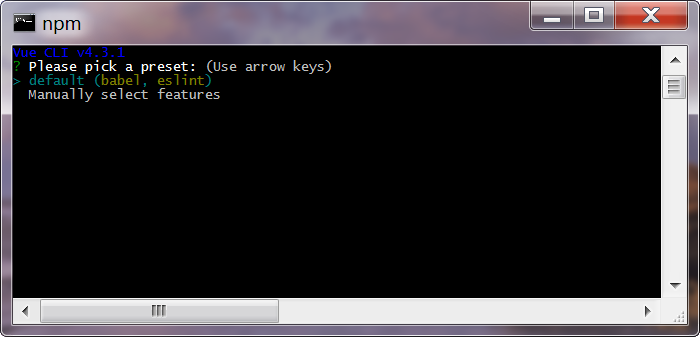 npm
Vue CLI v4.3.1
? Please pick a preset: (Use arrow keys)
> default (babel, eslint)
Manually select features